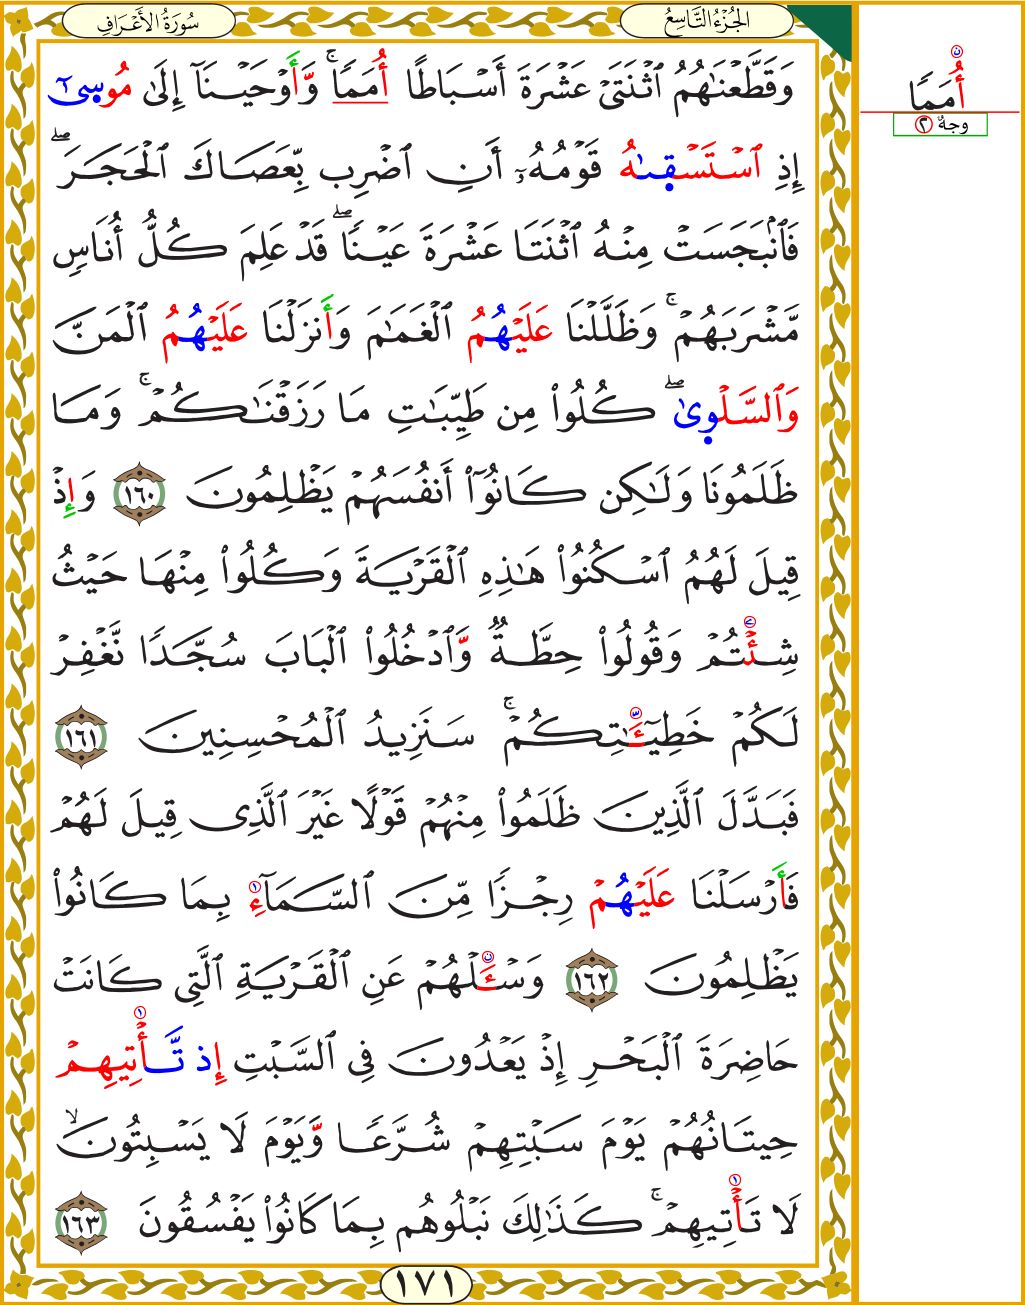 سُورَةُ الأَعْرَافِ
الجُزْءُ التَّاسِعُ
وَقَطَّعْنَٰهُمُ ٱثْنَتَىْ عَشْرَةَ أَسْبَاطًا أُمَمًاۚ وَّأَوْحَيْنَآ إِلَىٰ مُوسٜىٓ
إِذِ ٱسْتَسْقٜىٰهُ قَوْمُهُۥٓ أَنِ ٱضْرِب بِّعَصَاكَ ٱلْحَجَرَۖ
فَٱنۢبَجَسَتْ مِنْهُ ٱثْنَتَا عَشْرَةَ عَيْنًاۖ قَدْ عَلِمَ كُلُّ أُنَاسٍ
مَّشْرَبَهُمْۚ وَظَلَّلْنَا عَلَيْهُمُ ٱلْغَمَٰمَ وَأَنزَلْنَا عَلَيْهُمُ ٱلْمَنَّ
وَٱلسَّلْوٜىٰۖ كُلُوا۟ مِن طَيِّبَٰتِ مَا رَزَقْنَٰكُمْۚ وَمَا
ظَلَمُونَا وَلَٰكِن كَانُوٓا۟ أَنفُسَهُمْ يَظْلِمُونَ ١٦٠ وَإِذْ
قِيلَ لَهُمُ ٱسْكُنُوا۟ هَٰذِهِ ٱلْقَرْيَةَ وَكُلُوا۟ مِنْهَا حَيْثُ
شِئْتُمْ وَقُولُوا۟ حِطَّةٌ وَّٱدْخُلُوا۟ ٱلْبَابَ سُجَّدًا نَّغْفِرْ
لَكُمْ خَطِيٓـَٰٔتِكُمْۚ سَنَزِيدُ ٱلْمُحْسِنِينَ ١٦١
فَبَدَّلَ ٱلَّذِينَ ظَلَمُوا۟ مِنْهُمْ قَوْلًا غَيْرَ ٱلَّذِى قِيلَ لَهُمْ
فَأَرْسَلْنَا عَلَيْهُمْ رِجْزًا مِّنَ ٱلسَّمَآءِ بِمَا كَانُوا۟
يَظْلِمُونَ ١٦٢ وَسْـَٔلْهُمْ عَنِ ٱلْقَرْيَةِ ٱلَّتِى كَانَتْ
حَاضِرَةَ ٱلْبَحْرِ إِذْ يَعْدُونَ فِى ٱلسَّبْتِ إِذ تَّأْتِيهِمْ
حِيتَانُهُمْ يَوْمَ سَبْتِهِمْ شُرَّعًا وَّيَوْمَ لَا يَسْبِتُونَۙ
لَا تَأْتِيهِمْۚ كَذَٰلِكَ نَبْلُوهُم بِمَا كَانُوا۟ يَفْسُقُونَ ١٦٣
١٧١
أُمَمًا
وجهٌ ٢